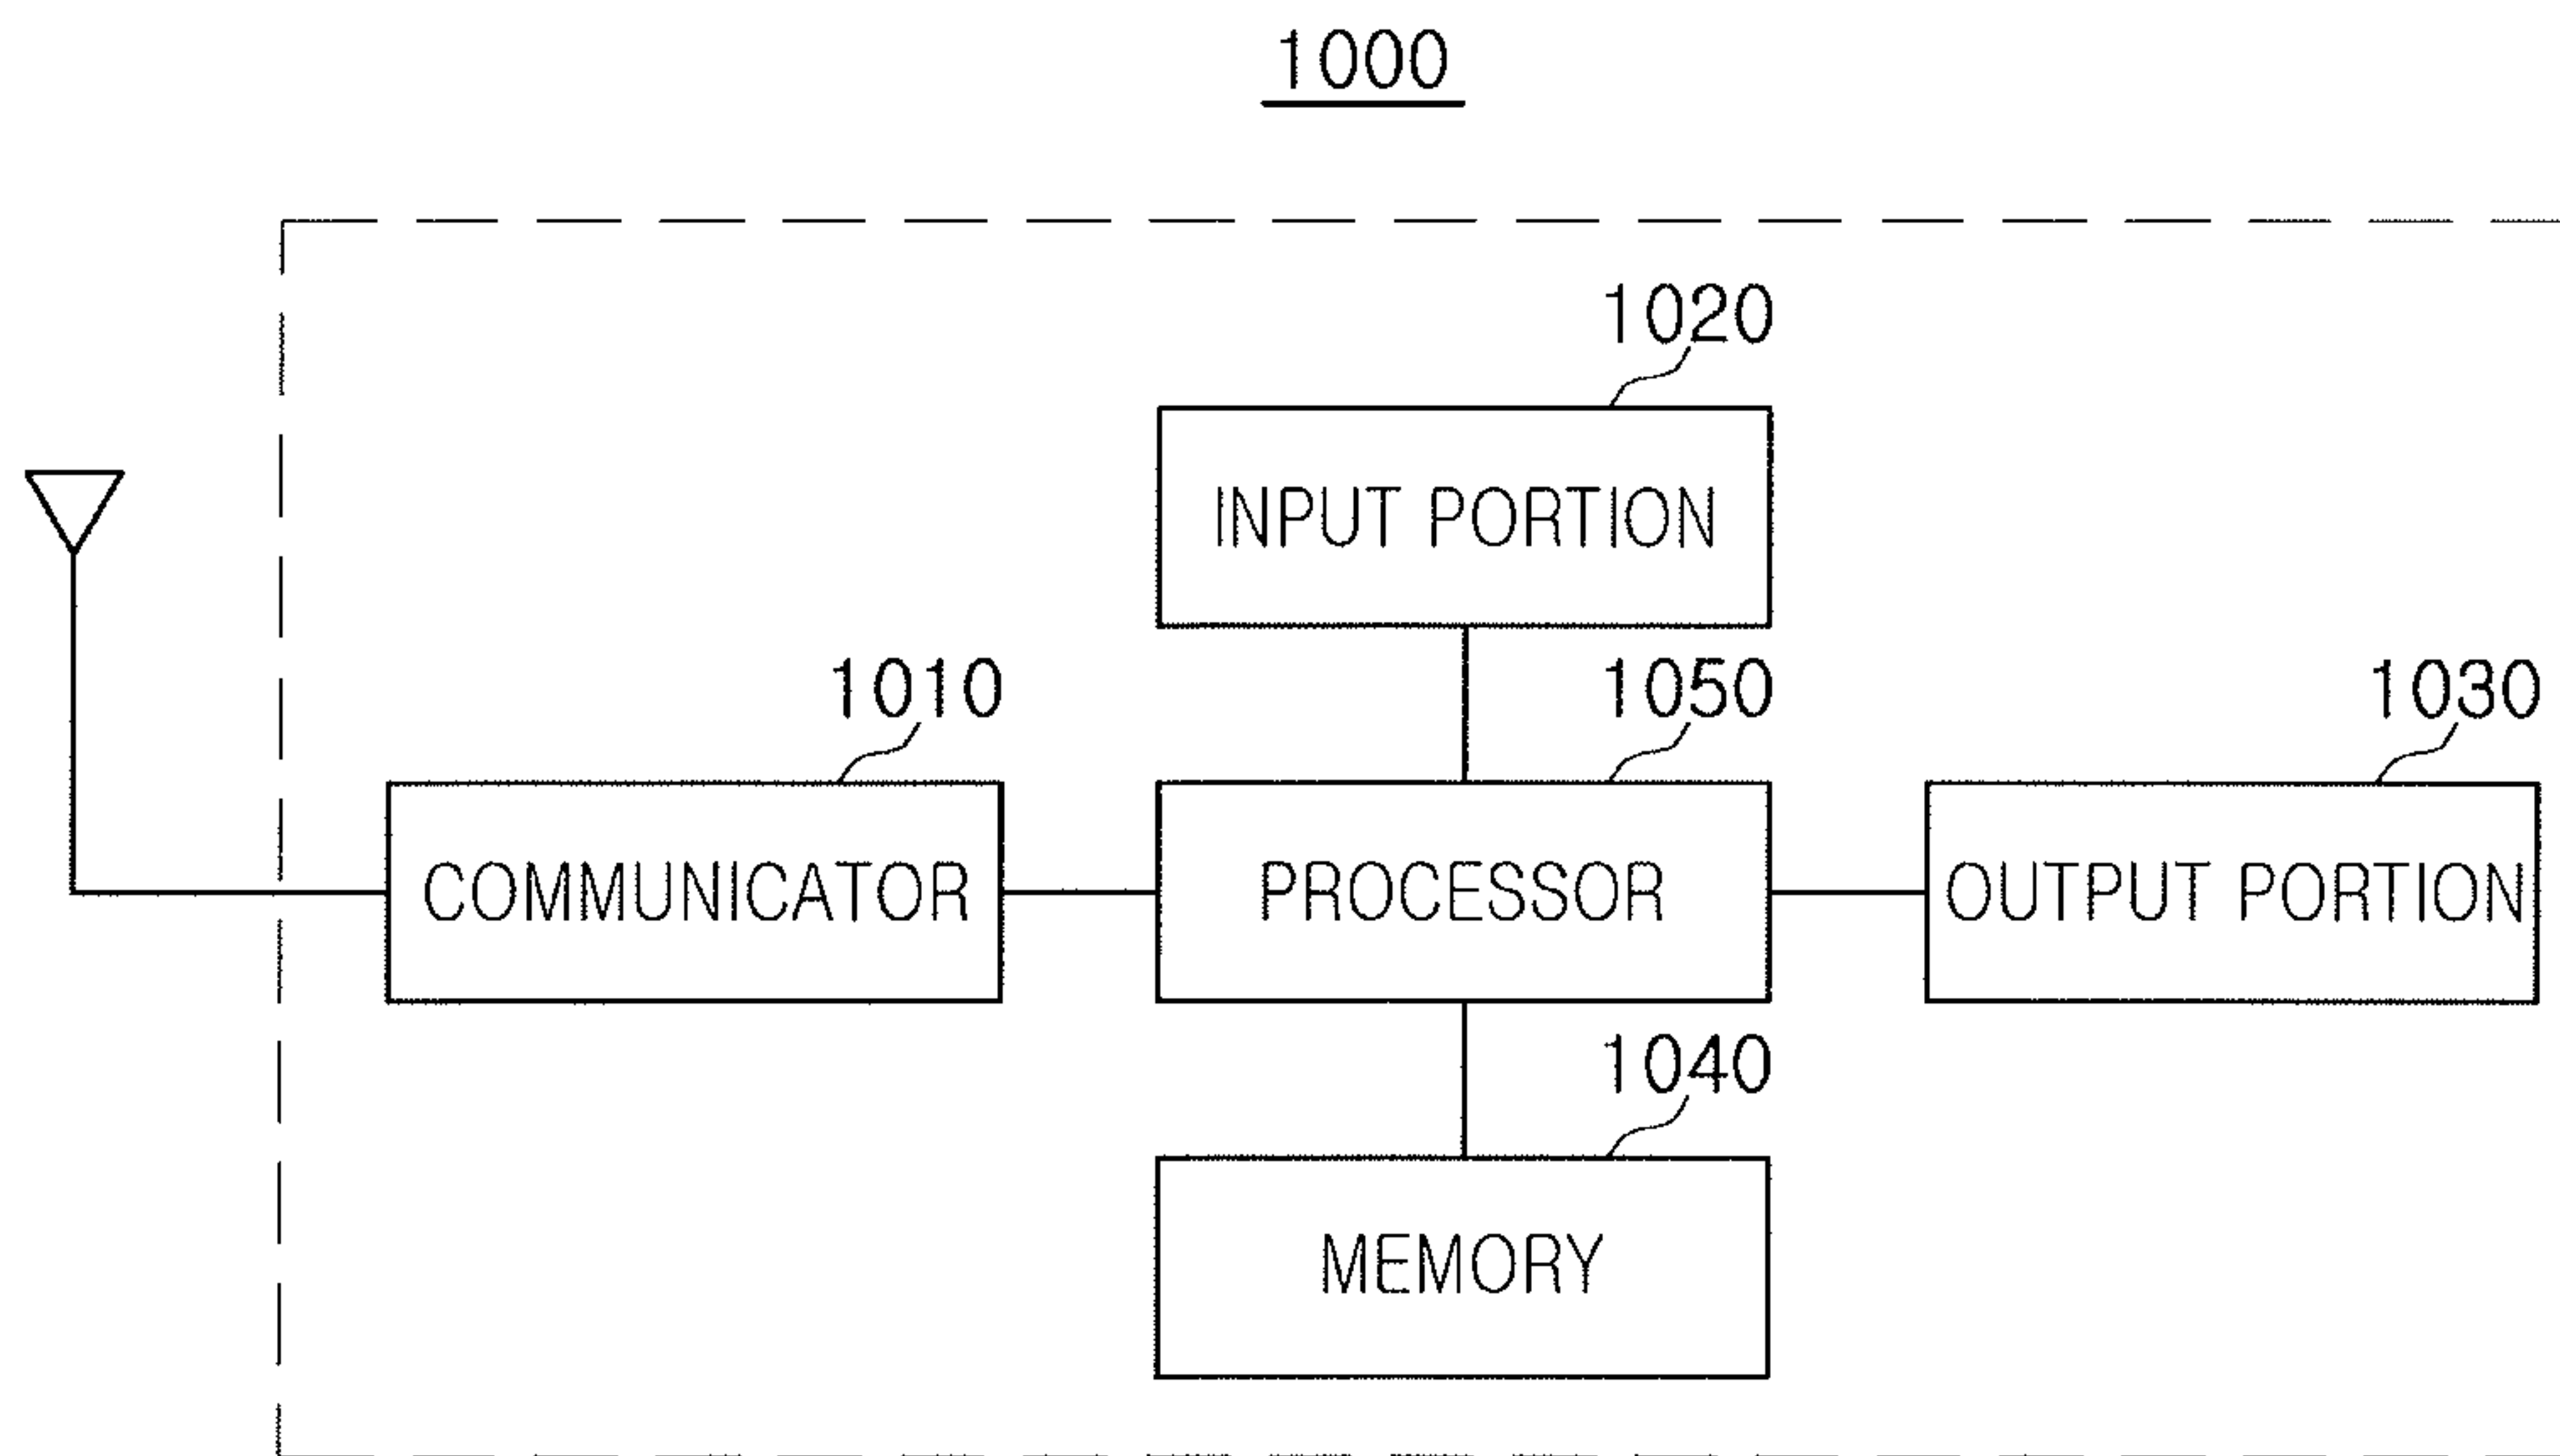 1000
1020
INPUT PORTION
1010
1050
1030
COMMUNICATOR
PROCESSOR
OUTPUT PORTION
1040
MEMORY